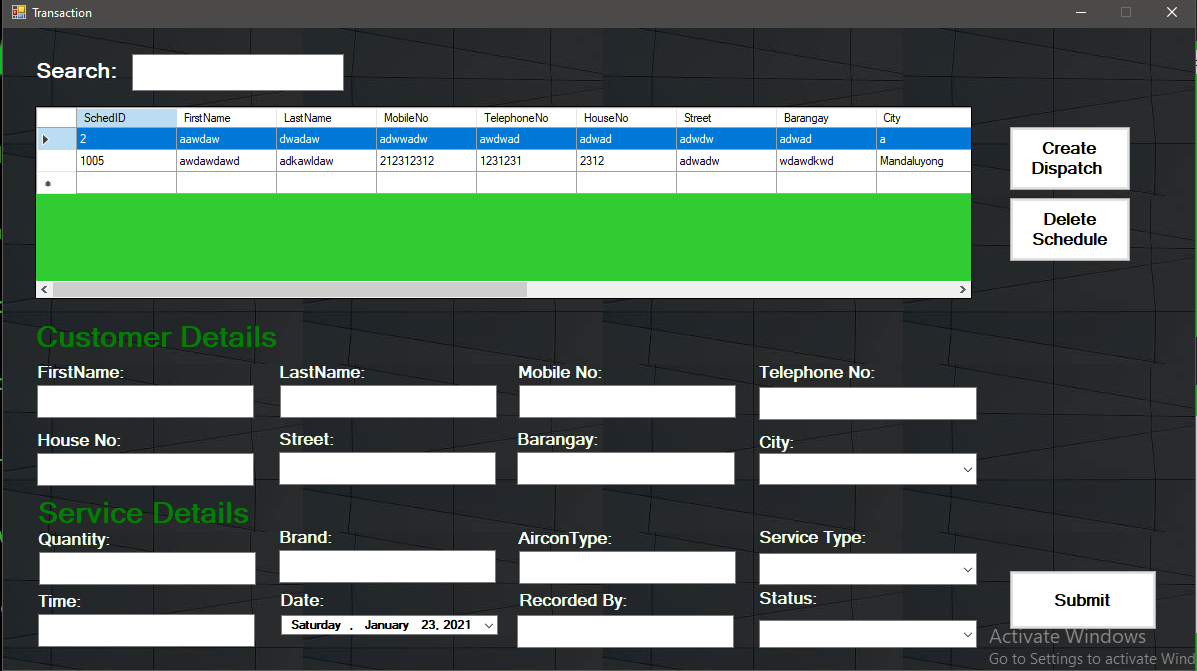 Transaction
Search:
SchedID FirstName LastName MobileNo TelephoneNo HouseNo Street Barangay City
2 aawdaw dwadaw adwwadw awdwad adwad adwdw adwad a
1005 awdawdawd adkawldaw 212312312 1231231 2312 adwadw wdawdkwd Mandaluyong
Create
Dispatch
Delete
Schedule
Customer Details
FirstName: LastName: Mobile No: Telephone No:
House No: Street: Barangay: City:
Service Details
Quantity: Brand: AirconType: Service Type:
Time: Date: Recorded By: Status:
Saturday , January 23, 2021
Submit
Activate Windows
Go to Settings to activate Wind